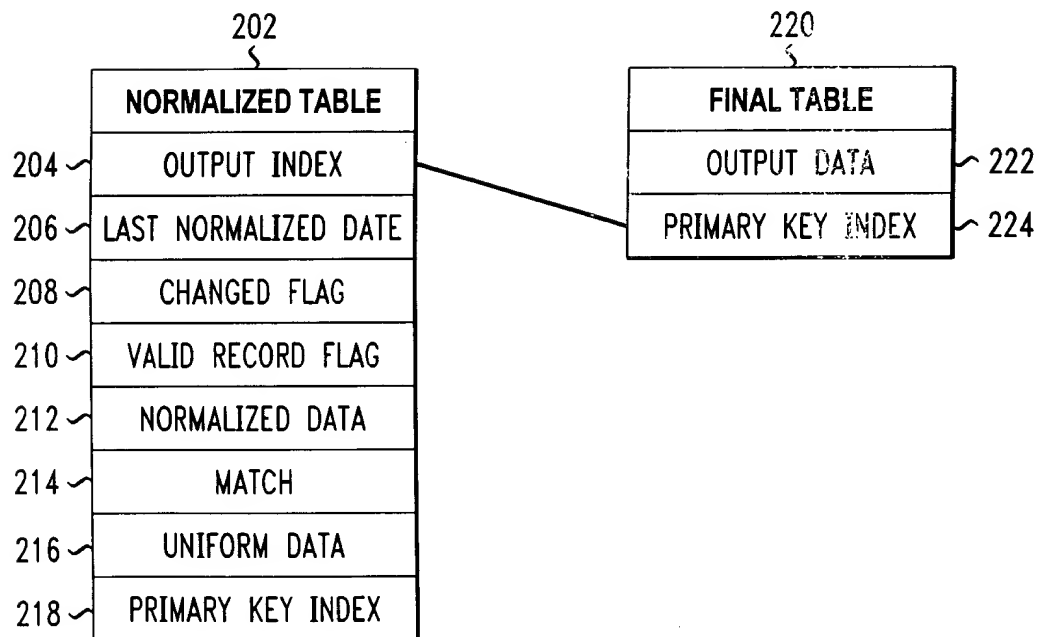 202
NORMALIZED TABLE
204 OUTPUT INDEX
206 LAST NORMALIZED DATE
208 CHANGED FLAG
210 VALID RECORD FLAG
212 NORMALIZED DATA
214 MATCH
216 UNIFORM DATA
218 PRIMARY KEY INDEX
220
FINAL TABLE
OUTPUT DATA 222
PRIMARY KEY INDEX 224